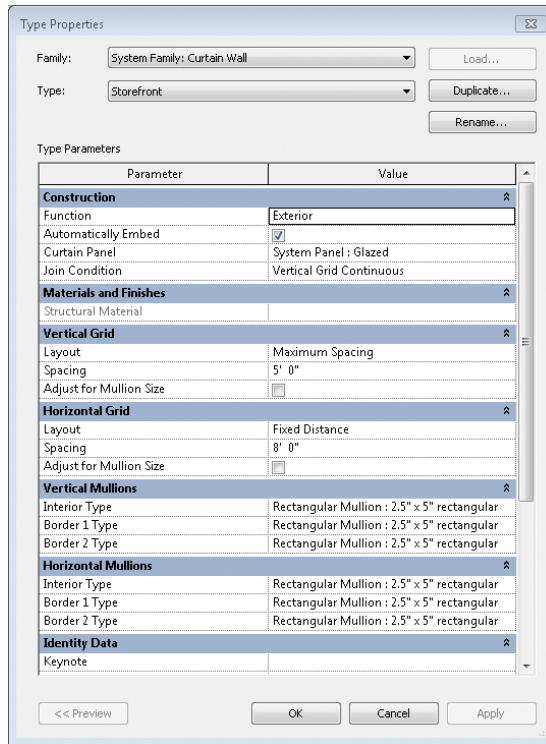 Type Properties
Family: System Family: Curtain Wall Load...
Type: Storefront Duplicate...
Rename...
Type Parameters
Parameter Value
Construction
Function Exterior
Automatically Embed
Curtain Panel System Panel : Glazed
Join Condition Vertical Grid Continuous
Materials and Finishes
Structural Material
Vertical Grid
Layout Maximum Spacing
Spacing 5' 0"
Adjust for Mullion Size
Horizontal Grid
Layout Fixed Distance
Spacing 8' 0"
Adjust for Mullion Size
Vertical Mullions
Interior Type Rectangular Mullion : 2.5" x 5" rectangular
Border 1 Type Rectangular Mullion : 2.5" x 5" rectangular
Border 2 Type Rectangular Mullion : 2.5" x 5" rectangular
Horizontal Mullions
Interior Type Rectangular Mullion : 2.5" x 5" rectangular
Border 1 Type Rectangular Mullion : 2.5" x 5" rectangular
Border 2 Type Rectangular Mullion : 2.5" x 5" rectangular
Identity Data
Keynote
<< Preview OK Cancel Apply